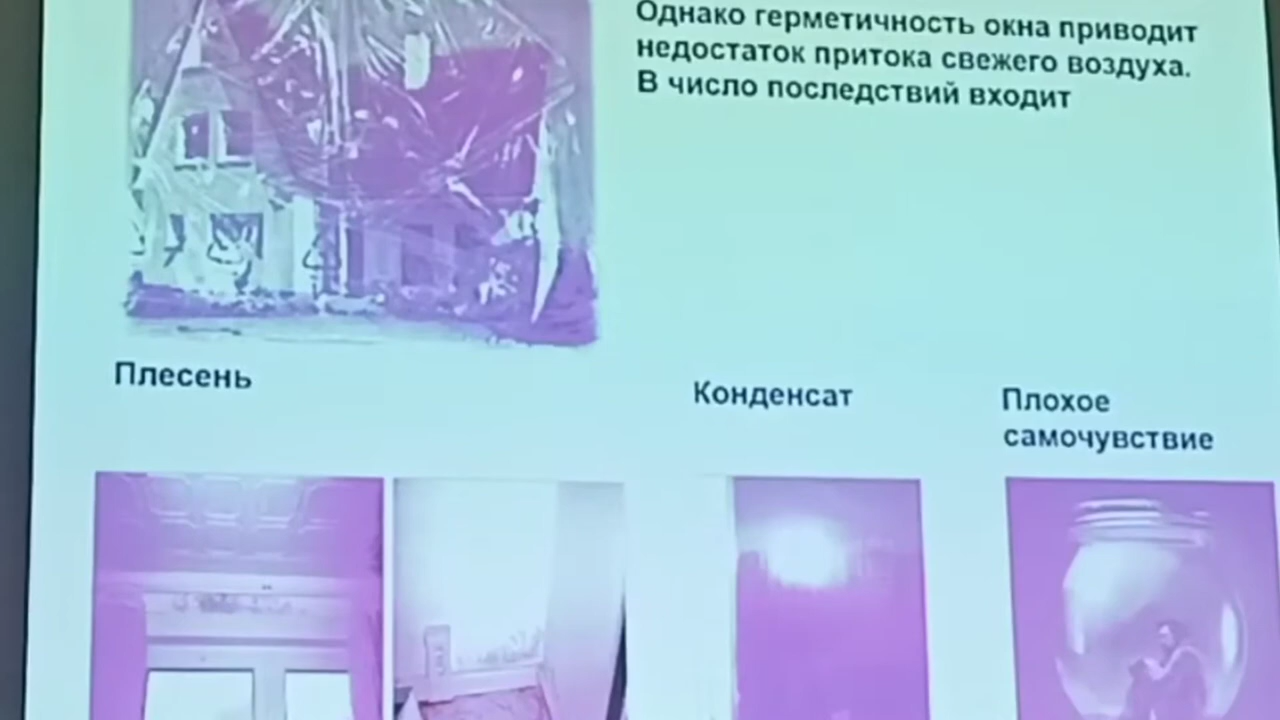 Однако герметичность окна приводит
недостаток притока свежего воздуха.
В число последствий входит
Плесень
Конденсат
Плохое
самочувствие